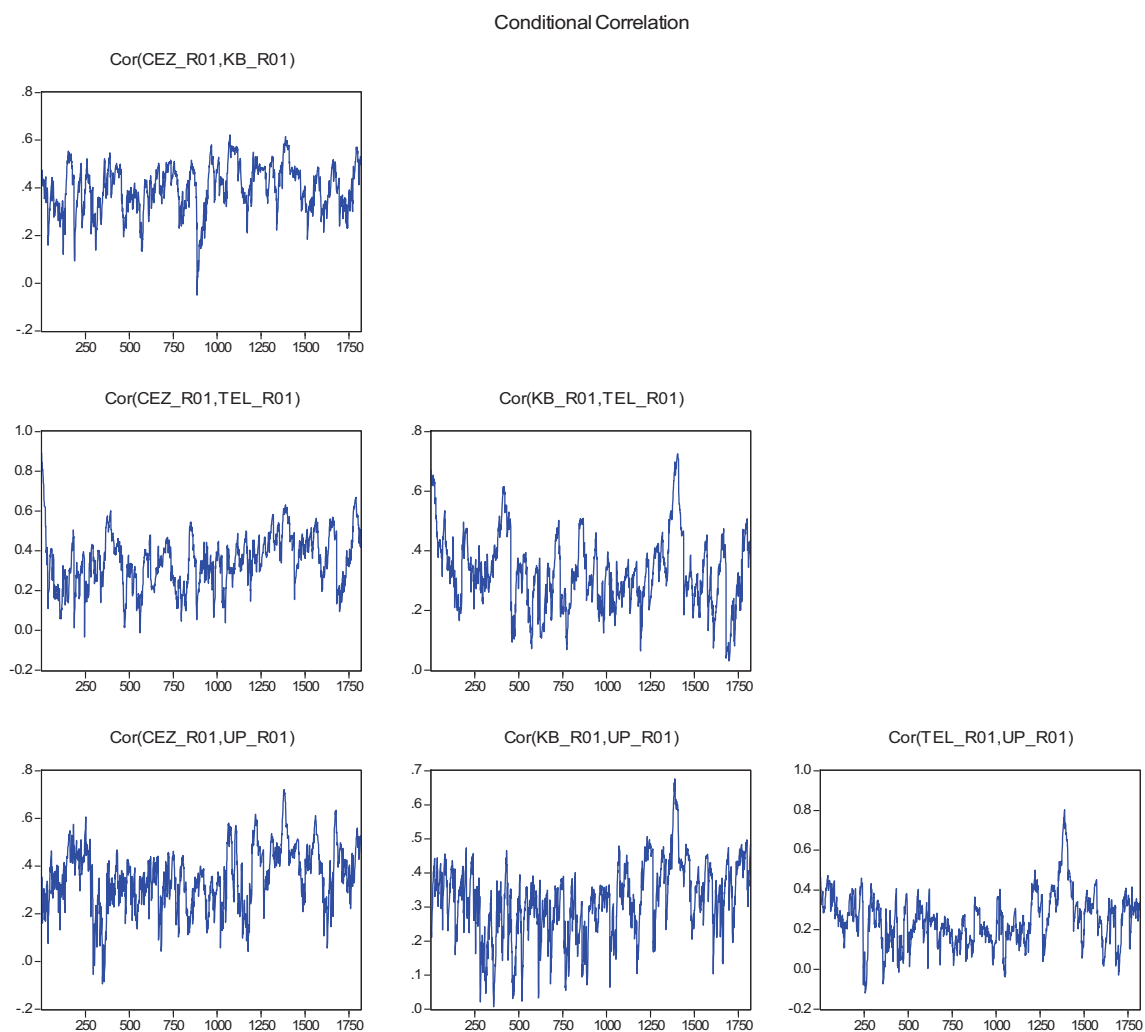 Conditional Correlation
Cor(CEZ_R01,KB_R01)
.8
.6
.4
.2
.0
-.2
250 500 750 1000 1250 1500 1750
Cor(CEZ_R01,TEL_R01) Cor(KB_R01,TEL_R01)
1.0 .8
0.8
.6
0.6
0.4 .4
0.2
.2
0.0
-0.2 .0
250 500 750 1000 1250 1500 1750 250 500 750 1000 1250 1500 1750
Cor(CEZ_R01,UP_R01) Cor(KB_R01,UP_R01) Cor(TEL_R01,UP_R01)
.8 .7 1.0
.6 .6 0.8
.5 0.6
.4 .4 0.4
.2 .3 0.2
.2
.0 .1 0.0
-.2 .0 -0.2
250 500 750 1000 1250 1500 1750 250 500 750 1000 1250 1500 1750 250 500 750 1000 1250 1500 1750